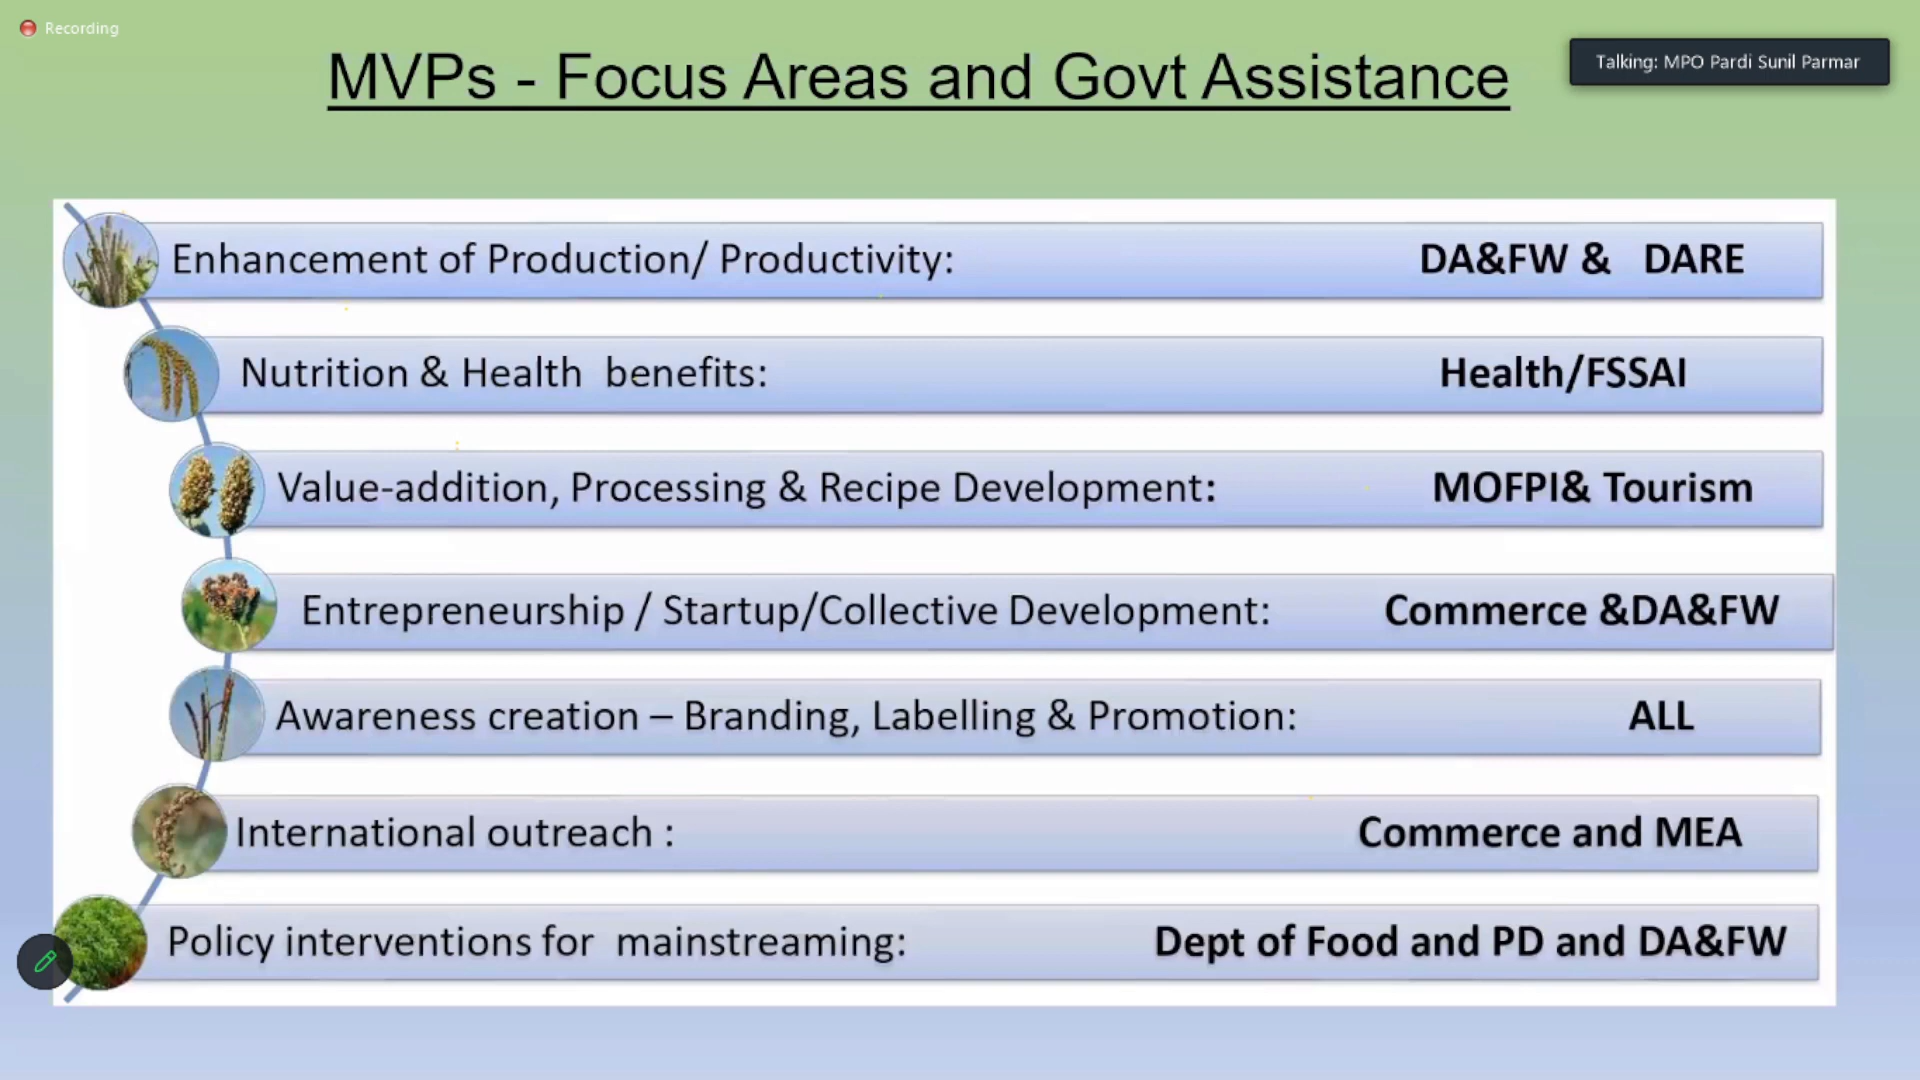 Recording
MVPs - Focus Areas and Govt Assistance
Talking: MPO Pardi Sunil Parmar
Enhancement of Production/ Productivity: DA&FW & DARE
Nutrition & Health benefits: Health/FSSAI
Value-addition, Processing & Recipe Development: MOFPI& Tourism
Entrepreneurship / Startup/Collective Development: Commerce &DA&FW
Awareness creation – Branding, Labelling & Promotion: ALL
International outreach : Commerce and MEA
Policy interventions for mainstreaming: Dept of Food and PD and DA&FW